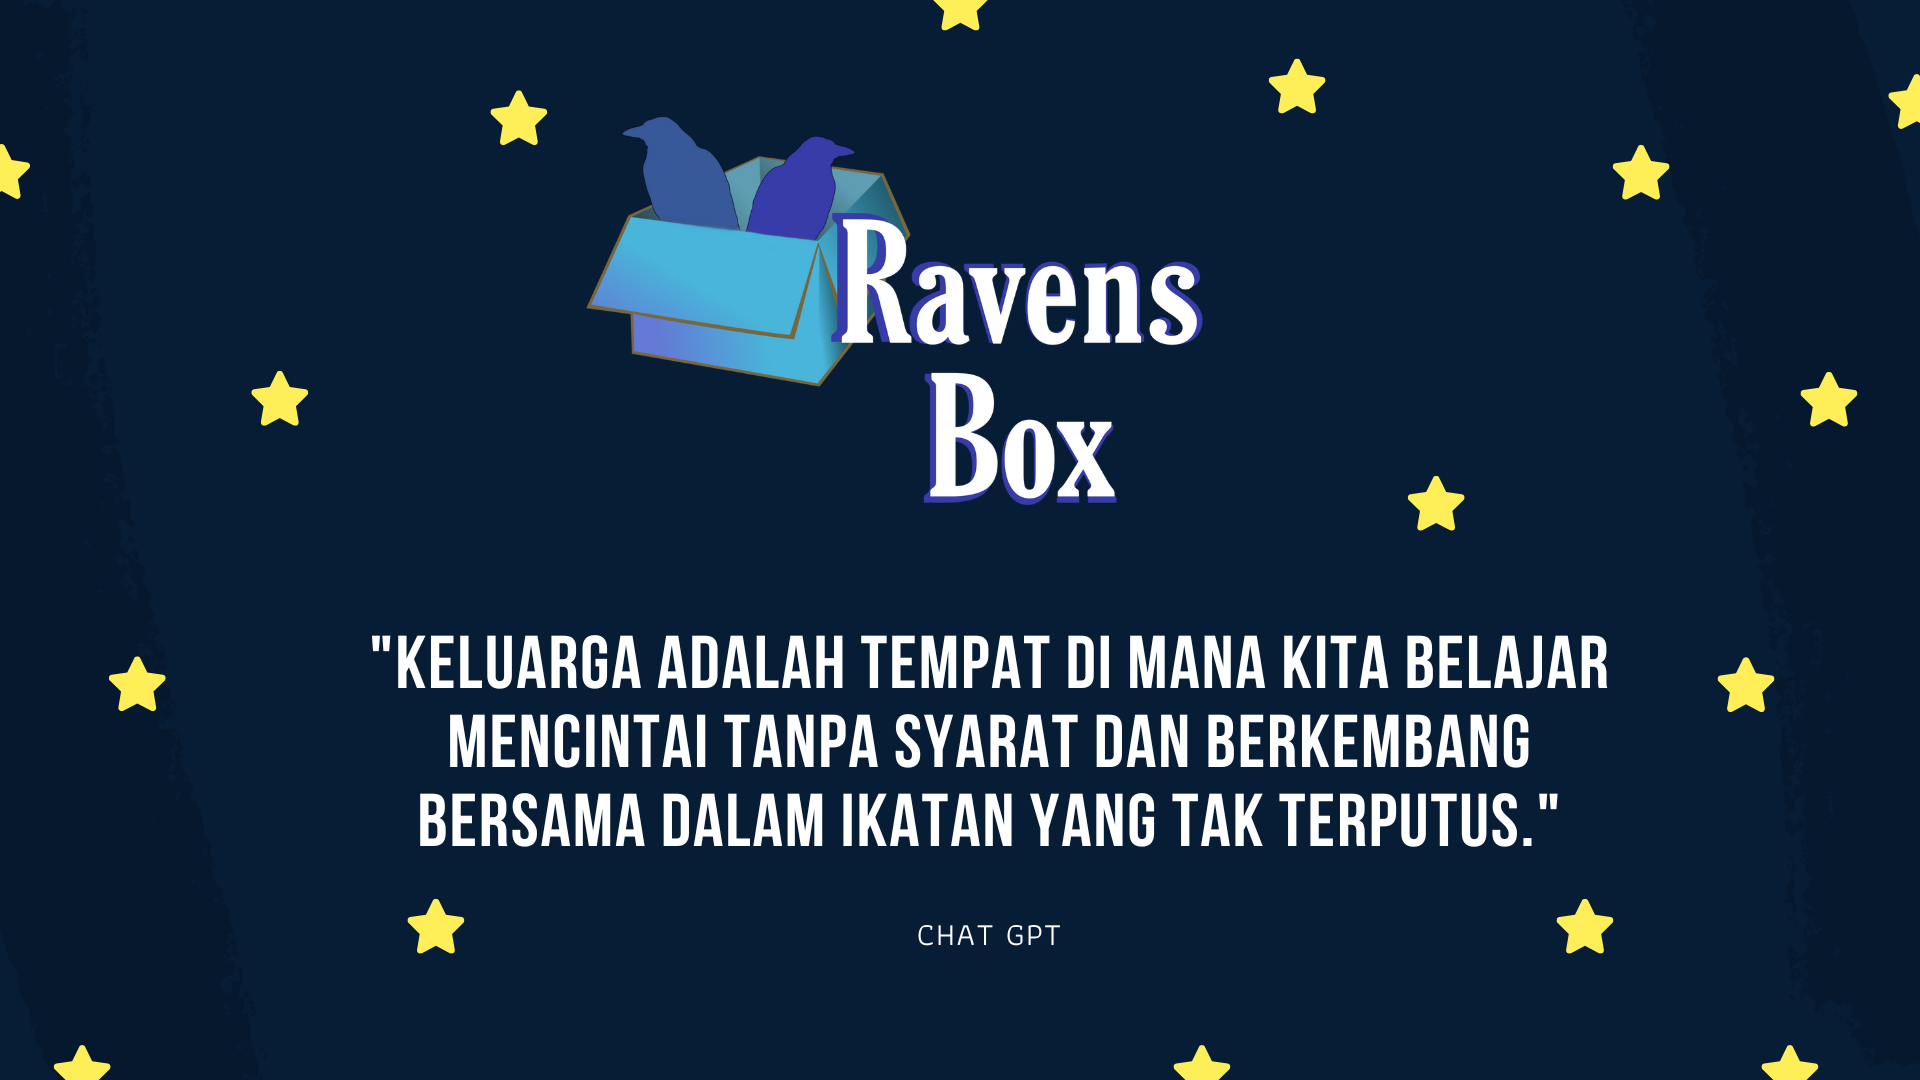 Ravens
Box
"KELUARGA ADALAH TEMPAT DI MANA KITA BELAJAR
MENCINTAI TANPA SYARAT DAN BERKEMBANG
BERSAMA DALAM IKATAN YANG TAK TERPUTUS."
CHAT GPT